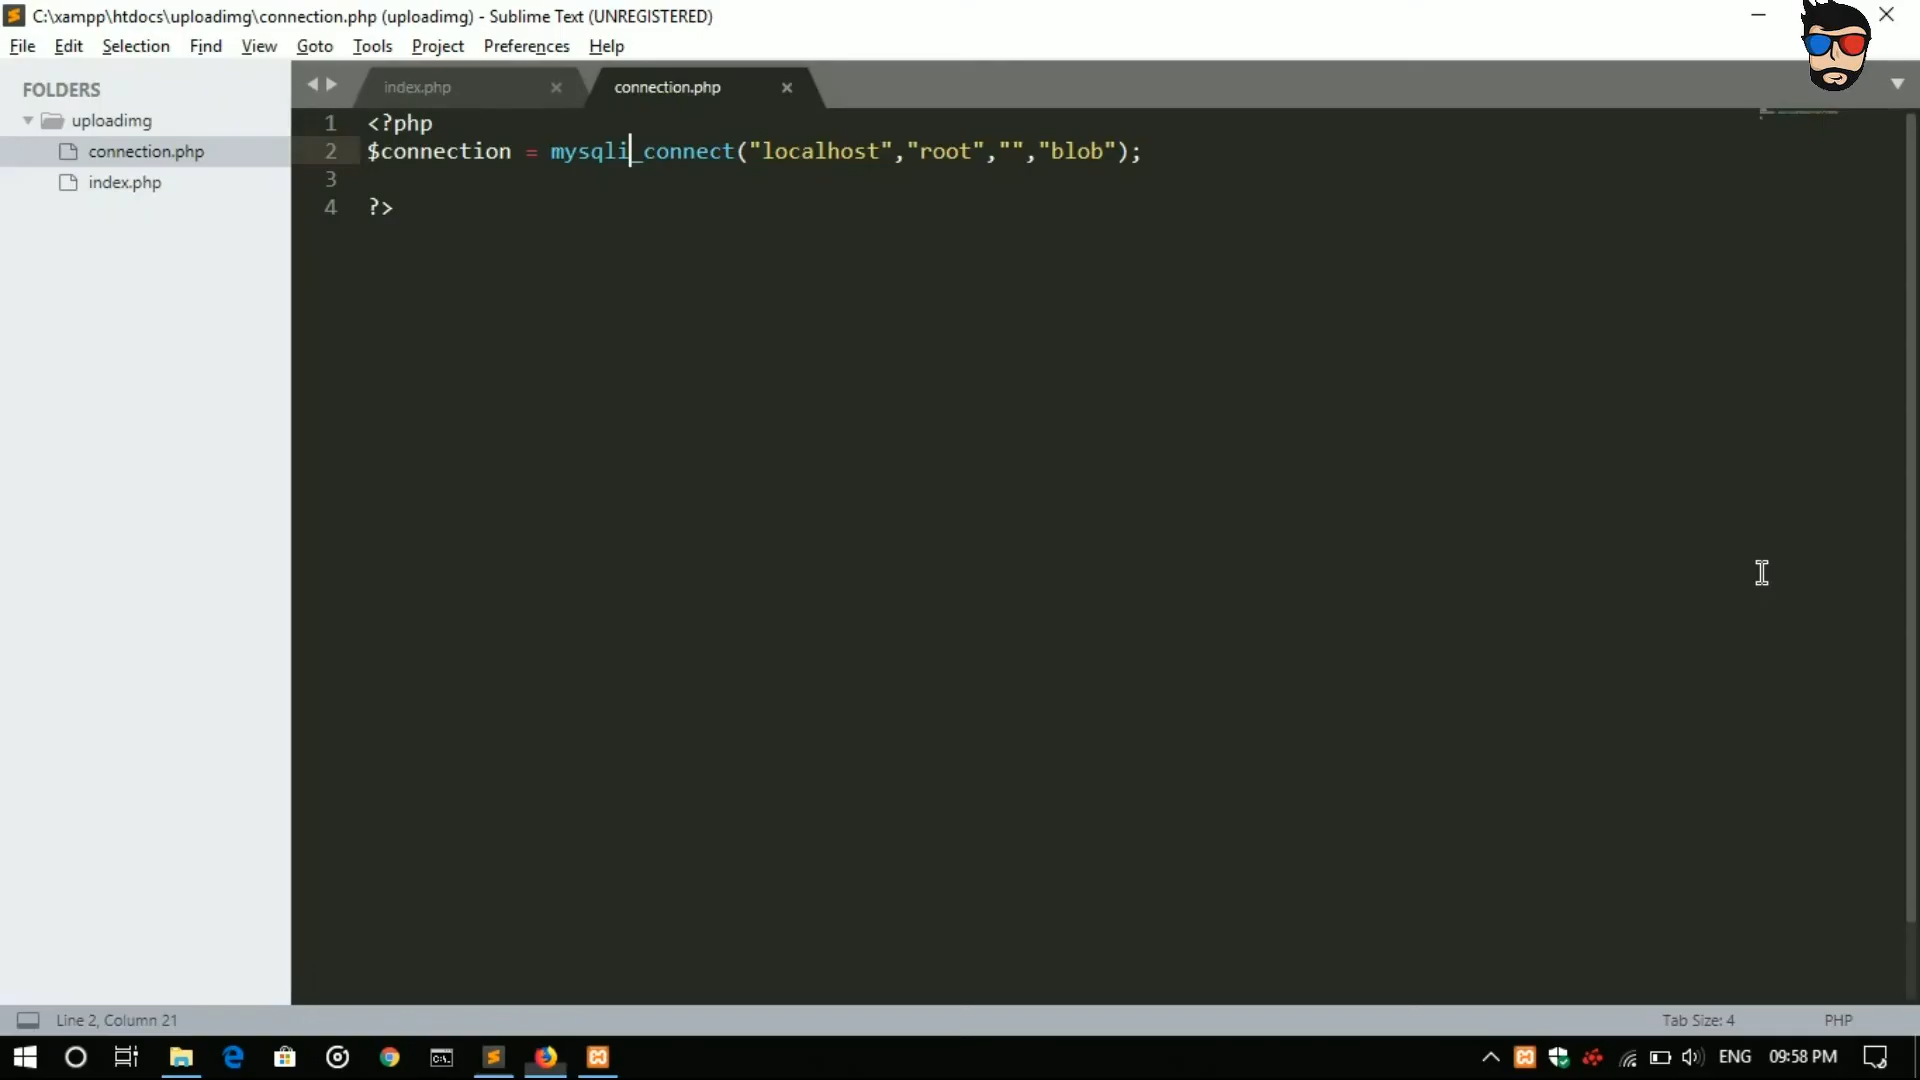 C:\xampp\htdocs\uploadimg\connection.php (uploadimg) - Sublime Text (UNREGISTERED)
File Edit Selection Find View Goto Tools Project Preferences Help
FOLDERS
uploadimg
connection.php
index.php
index.php connection.php
1 <?php
2 $connection = mysqli_connect("localhost","root","","blob");
3
4 ?>
Line 2, Column 21 Tab Size: 4 PHP
ENG 09:58 PM